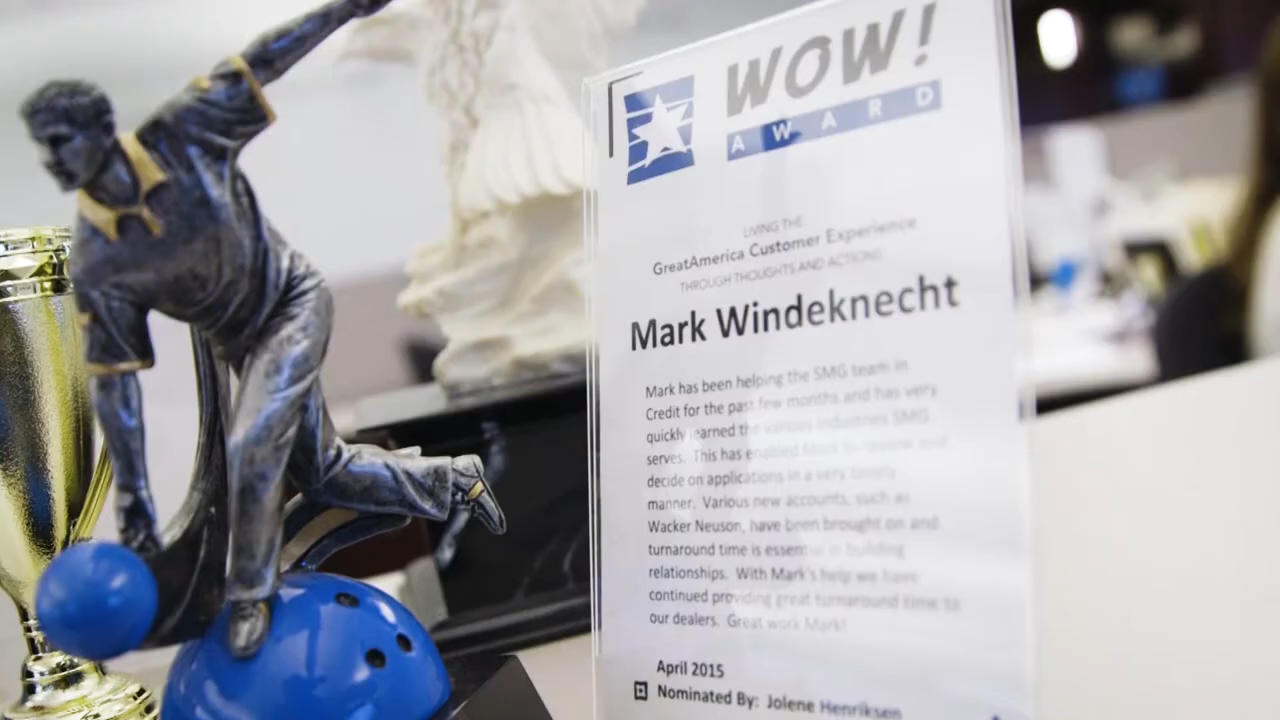 WOW!
AWARD
LIVING THE
GreatAmerica Customer Experience
THROUGH THOUGHTS AND ACTIONS
Mark Windeknecht
Mark has been helping the SMG team in
Credit for the past few months and has very
quickly learned the various industries SMG
serves. This has enabled Mark to review and
decide on applications in a very timely
manner. Various new accounts, such as
Wacker Neuson, have been brought on and
turnaround time is essential in building
relationships. With Mark's help we have
continued providing great turnaround time to
our dealers. Great work Mark!
April 2015
Nominated By: Jolene Henriksen